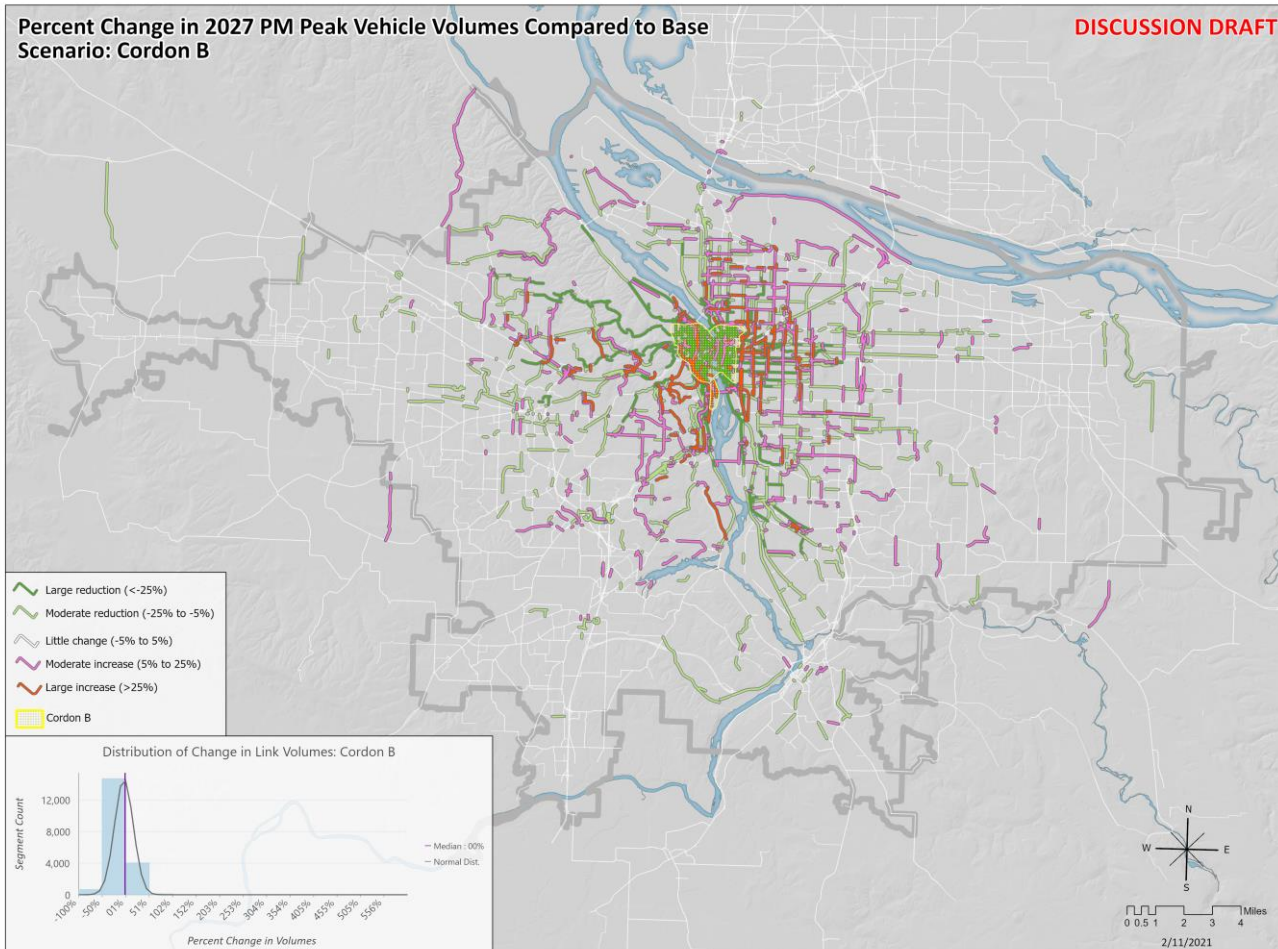 Percent Change in 2027 PM Peak Vehicle Volumes Compared to Base
Scenario: Cordon B
DISCUSSION DRAFT
Large reduction (<-25%)
Moderate reduction (-25% to -5%)
Little change (-5% to 5%)
Moderate increase (5% to 25%)
Large increase (>25%)
Cordon B
Distribution of Change in Link Volumes: Cordon B
Segment Count
12,000
8,000
4,000
0
-100%
-50%
01%
51%
102%
152%
203%
253%
304%
354%
405%
455%
505%
556%
Percent Change in Volumes
Median : 00%
Normal Dist.
N
W E
S
0 0.5 1 2 3 4 Miles
2/11/2021